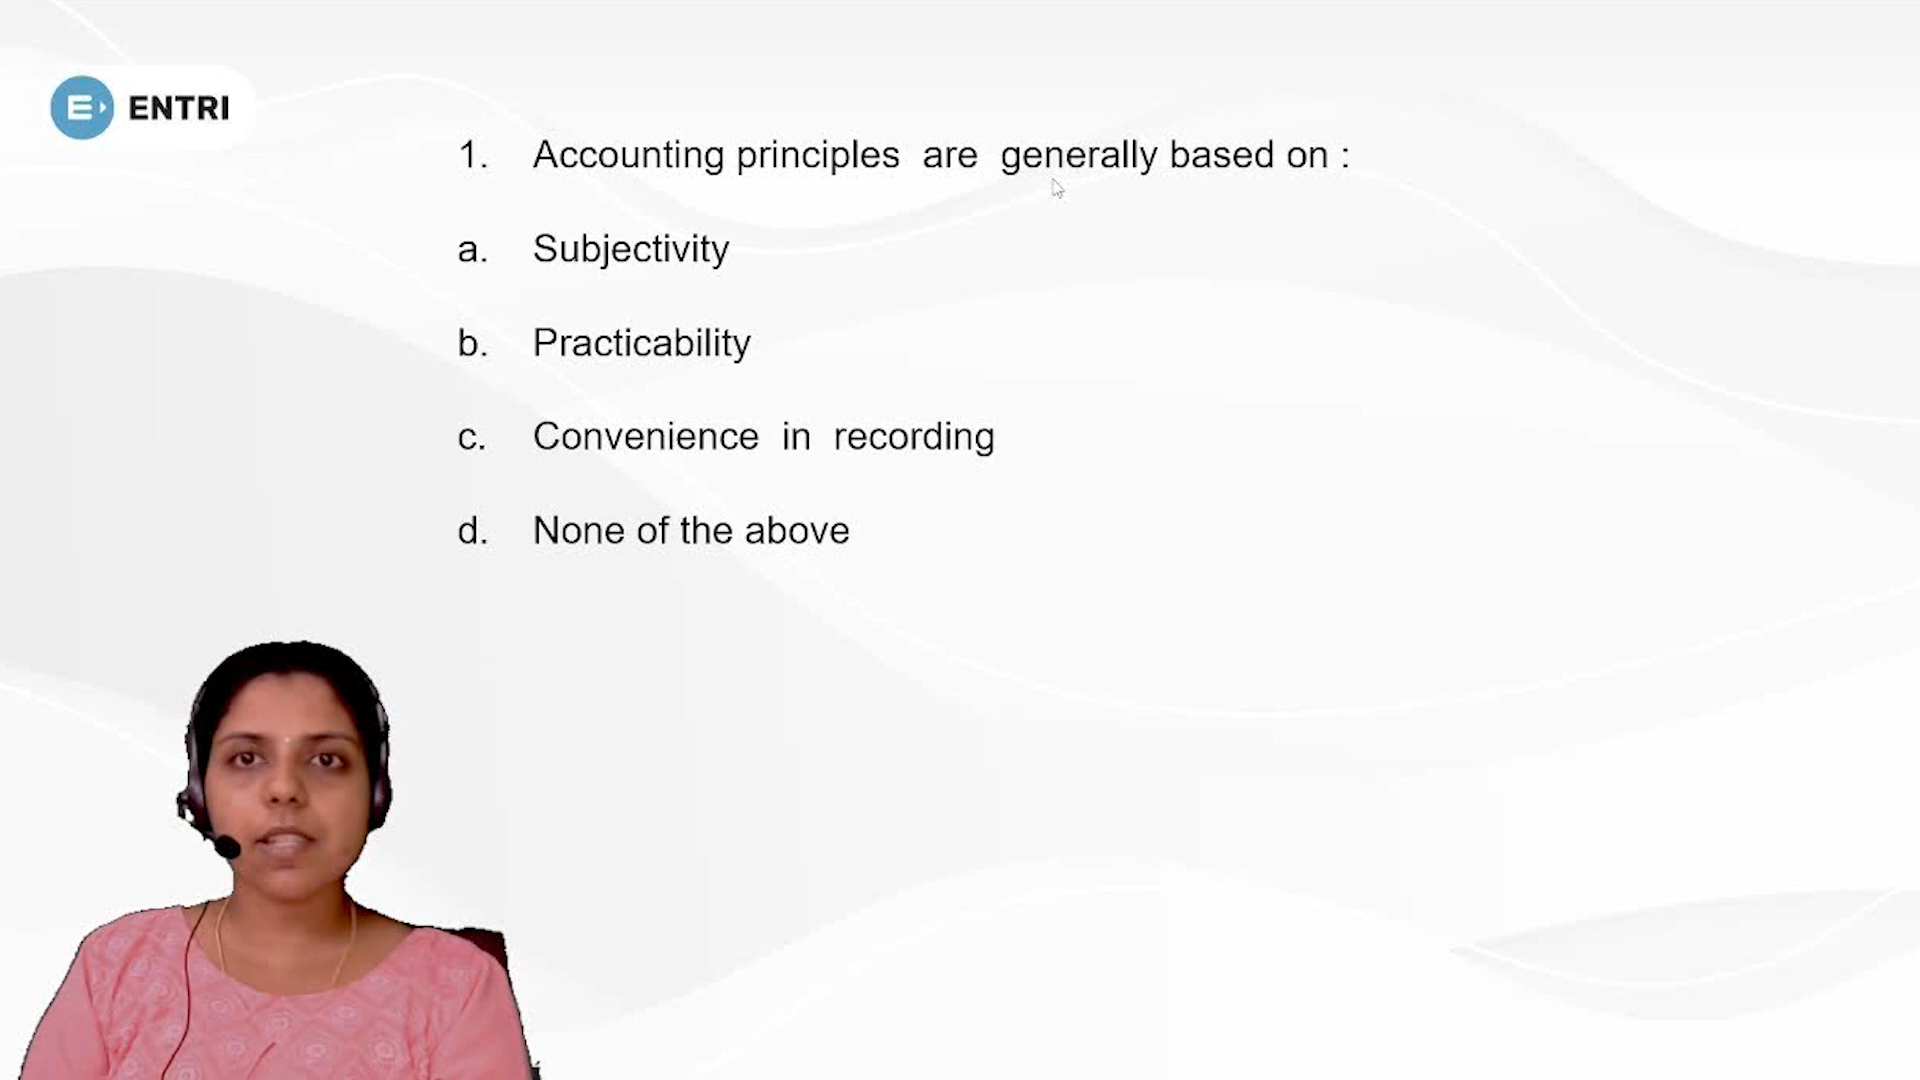 ENTRI
1. Accounting principles are generally based on :
a. Subjectivity
b. Practicability
c. Convenience in recording
d. None of the above